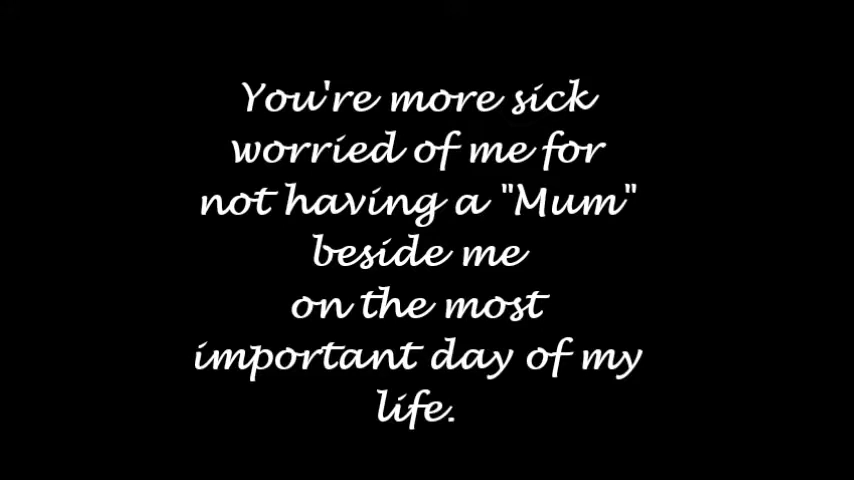 You're more sick
worried of me for
not having a "Mum"
beside me
on the most
important day of my
life.